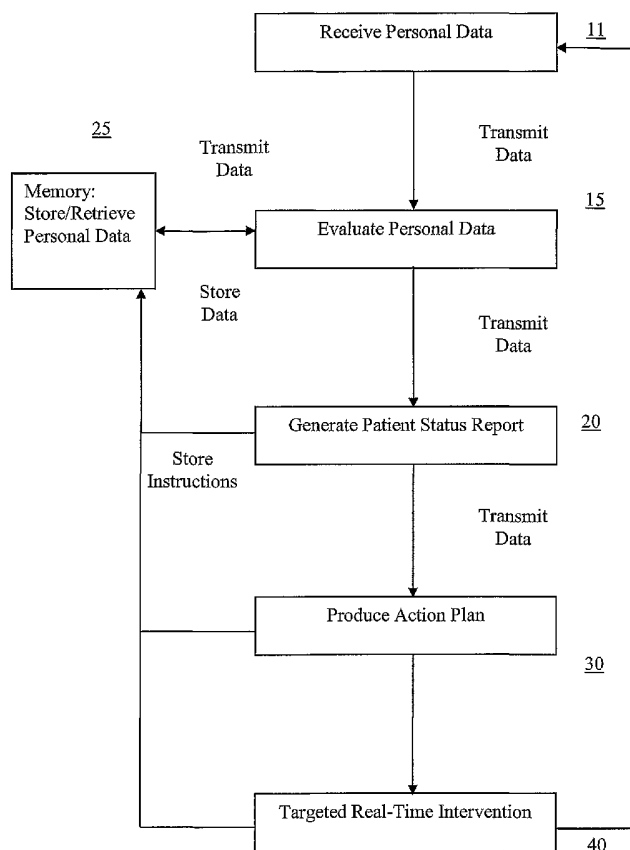 Receive Personal Data
11
25
Transmit
Data
Transmit
Data
Memory:
Store/Retrieve
Personal Data
Evaluate Personal Data
15
Store
Data
Transmit
Data
Generate Patient Status Report
20
Store
Instructions
Transmit
Data
Produce Action Plan
30
Targeted Real-Time Intervention
40